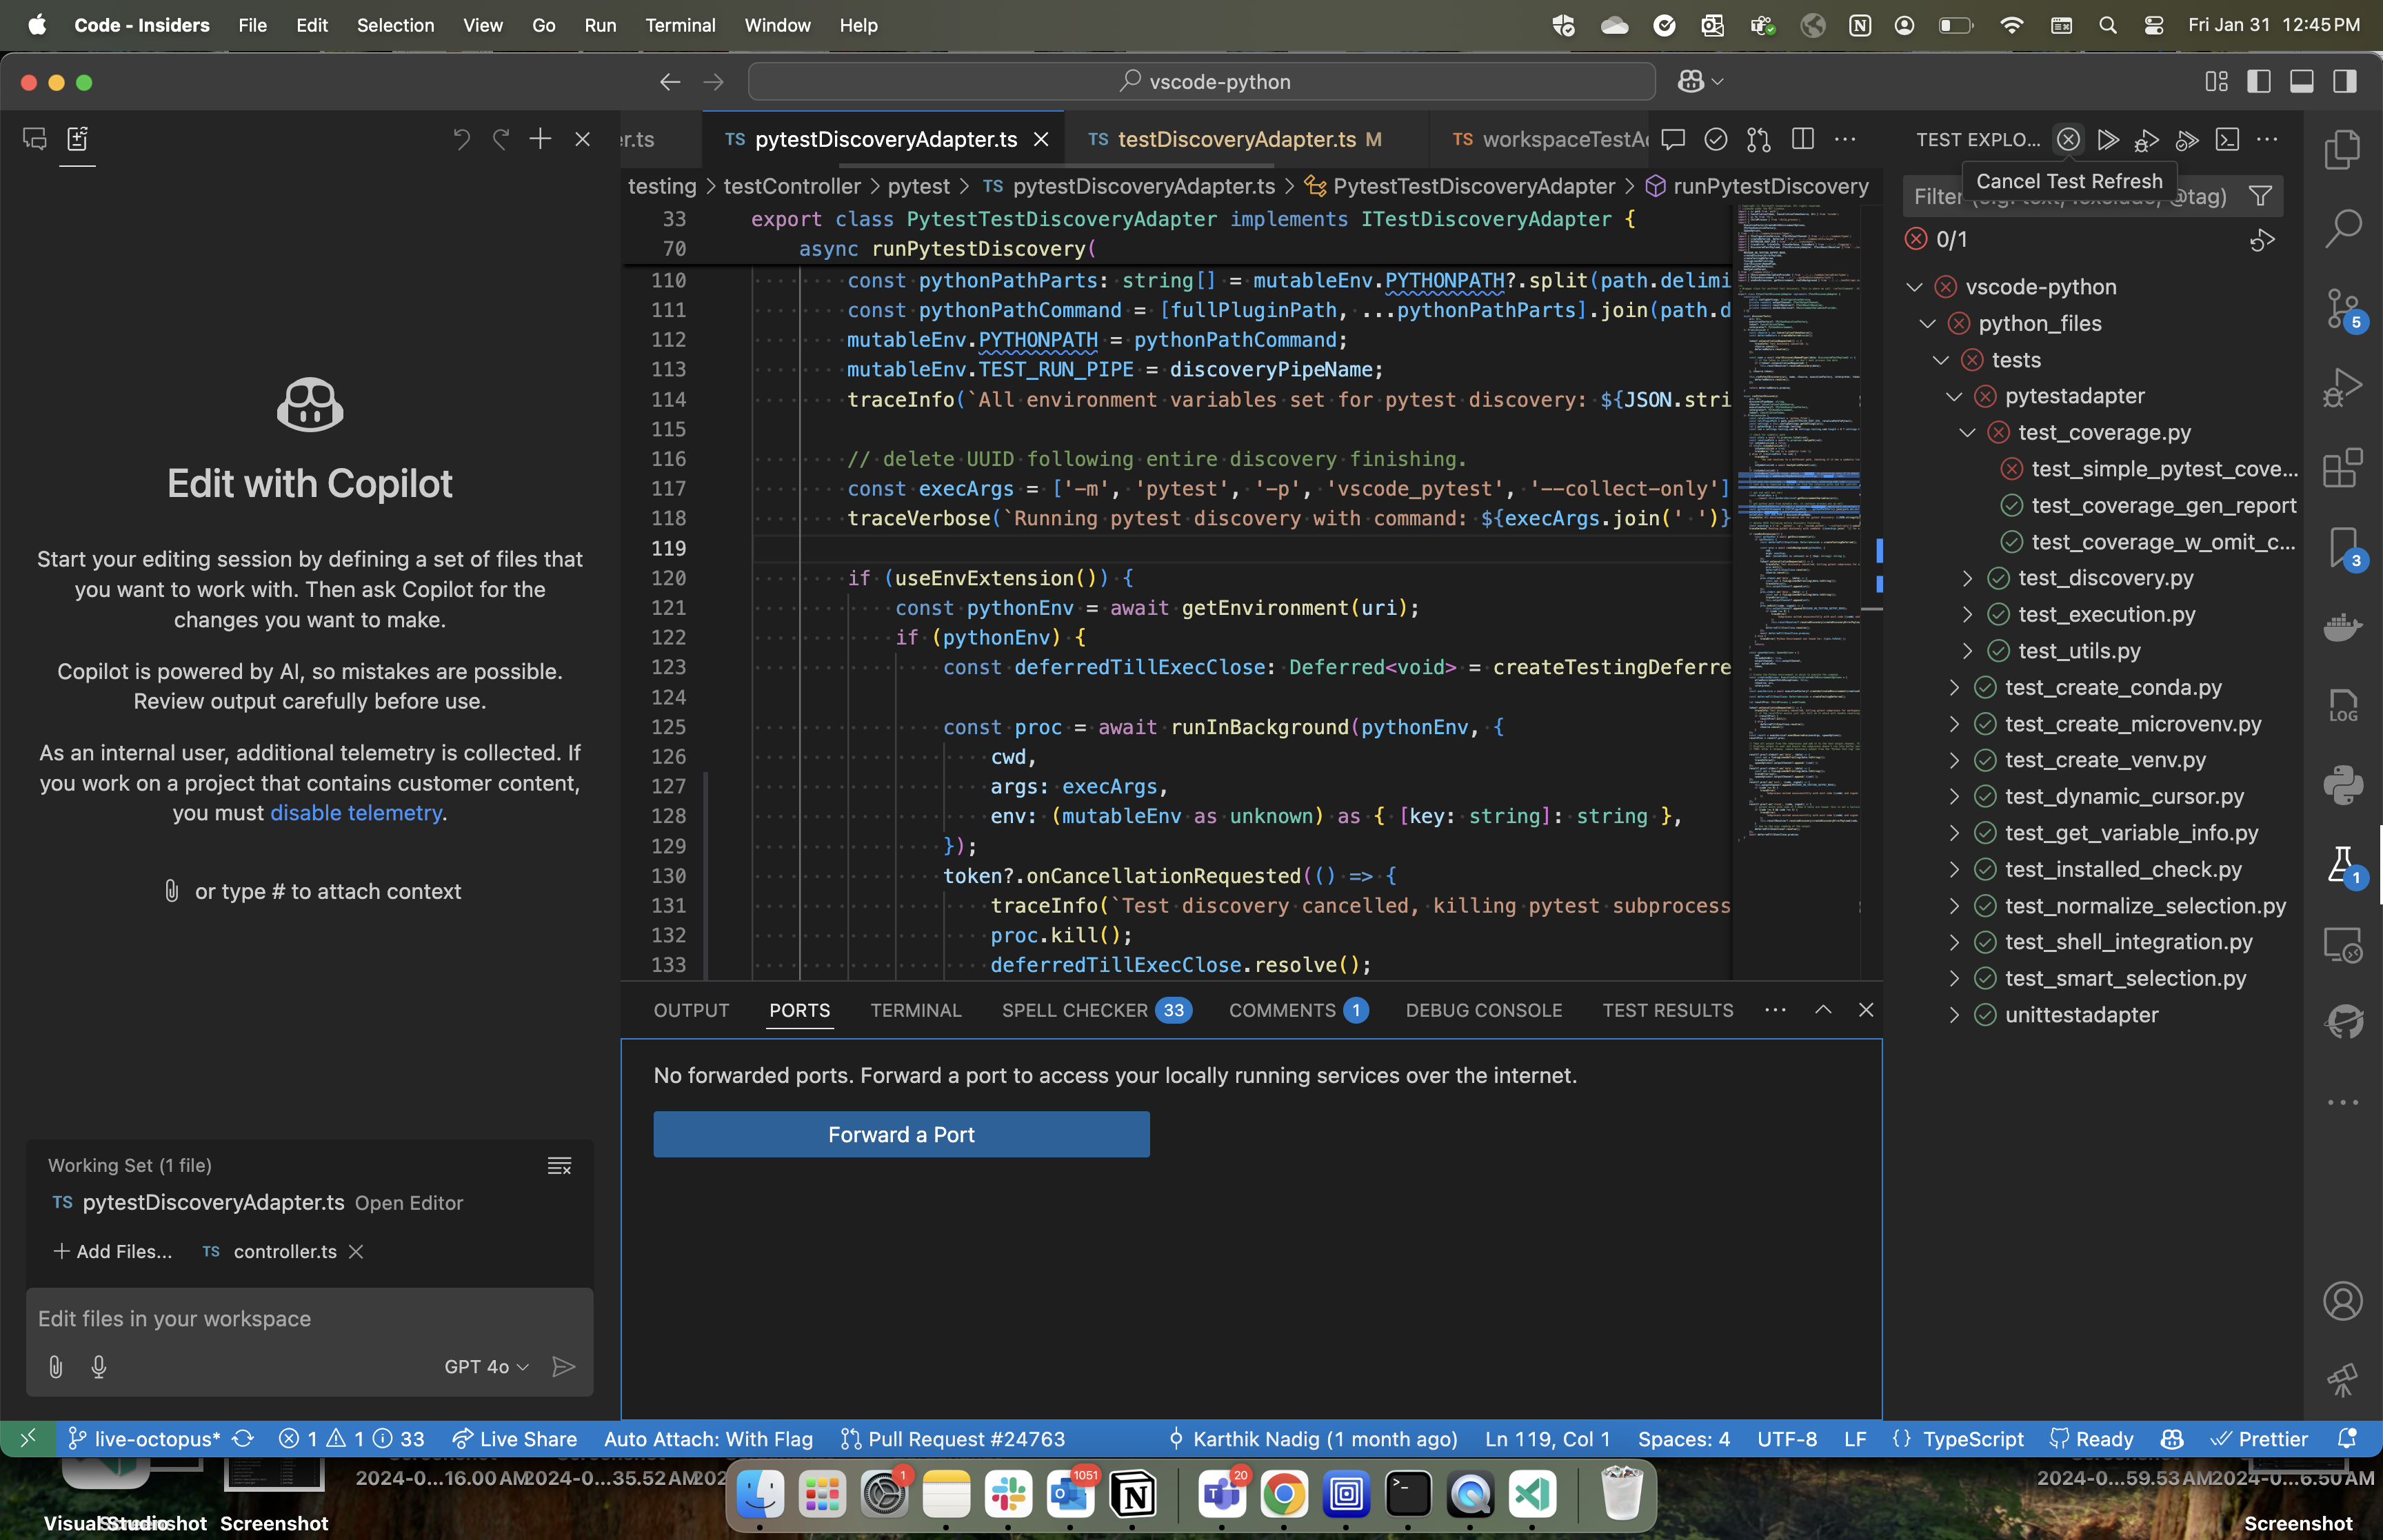 Code - Insiders File Edit Selection View Go Run Terminal Window Help
Fri Jan 31 12:45 PM
vscode-python
er.ts
TS pytestDiscoveryAdapter.ts
TS testDiscoveryAdapter.ts M
TS workspaceTestAc
testing > testController > pytest > TS pytestDiscoveryAdapter.ts > PytestTestDiscoveryAdapter > runPytestDiscovery
33 export class PytestTestDiscoveryAdapter implements ITestDiscoveryAdapter {
70 async runPytestDiscovery(
110 const pythonPathParts: string[] = mutableEnv.PYTHONPATH?.split(path.delimi
111 const pythonPathCommand = [fullPluginPath, ...pythonPathParts].join(path.d
112 mutableEnv.PYTHONPATH = pythonPathCommand;
113 mutableEnv.TEST_RUN_PIPE = discoveryPipeName;
114 traceInfo(`All environment variables set for pytest discovery: ${JSON.stri
115
116 // delete UUID following entire discovery finishing.
117 const execArgs = ['-m', 'pytest', '-p', 'vscode_pytest', '--collect-only']
118 traceVerbose(`Running pytest discovery with command: ${execArgs.join(' ')}
119
120 if (useEnvExtension()) {
121 const pythonEnv = await getEnvironment(uri);
122 if (pythonEnv) {
123 const deferredTillExecClose: Deferred<void> = createTestingDeferre
124
125 const proc = await runInBackground(pythonEnv, {
126 cwd,
127 args: execArgs,
128 env: (mutableEnv as unknown) as { [key: string]: string },
129 });
130 token?.onCancellationRequested(() => {
131 traceInfo(`Test discovery cancelled, killing pytest subprocess
132 proc.kill();
133 deferredTillExecClose.resolve();
Edit with Copilot
Start your editing session by defining a set of files that
you want to work with. Then ask Copilot for the
changes you want to make.
Copilot is powered by AI, so mistakes are possible.
Review output carefully before use.
As an internal user, additional telemetry is collected. If
you work on a project that contains customer content,
you must disable telemetry.
or type # to attach context
Working Set (1 file)
TS pytestDiscoveryAdapter.ts Open Editor
+ Add Files... TS controller.ts
Edit files in your workspace
GPT 4o
OUTPUT PORTS TERMINAL SPELL CHECKER 33 COMMENTS 1 DEBUG CONSOLE TEST RESULTS
No forwarded ports. Forward a port to access your locally running services over the internet.
Forward a Port
TEST EXPLO...
Cancel Test Refresh
Filter @tag)
0/1
vscode-python
python_files
tests
pytestadapter
test_coverage.py
test_simple_pytest_cove...
test_coverage_gen_report
test_coverage_w_omit_c...
test_discovery.py
test_execution.py
test_utils.py
test_create_conda.py
test_create_microvenv.py
test_create_venv.py
test_dynamic_cursor.py
test_get_variable_info.py
test_installed_check.py
test_normalize_selection.py
test_shell_integration.py
test_smart_selection.py
unittestadapter
5
3
LOG
1
live-octopus* 1 1 33 Live Share Auto Attach: With Flag Pull Request #24763 Karthik Nadig (1 month ago) Ln 119, Col 1 Spaces: 4 UTF-8 LF {} TypeScript Ready Prettier
2024-0...16.00 AM
2024-0...35.52 AM
202
2024-0...59.53 AM
2024-0...6.50 AM
1
1051
20
Screenshot
Screenshot